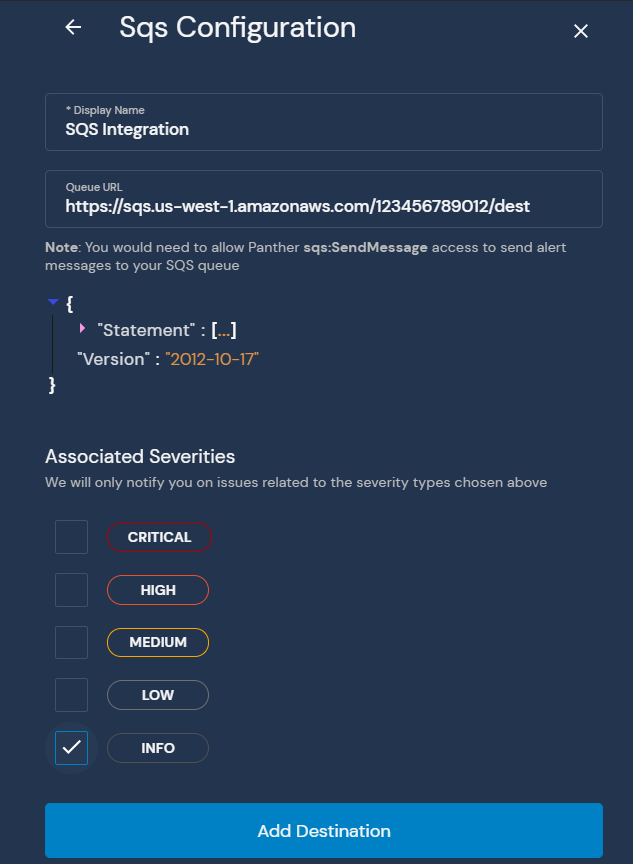 Sqs Configuration
* Display Name
SQS Integration
Queue URL
https://sqs.us-west-1.amazonaws.com/123456789012/dest
Note: You would need to allow Panther sqs:SendMessage access to send alert
messages to your SQS queue
{
"Statement" : [...]
"Version" : "2012-10-17"
}
Associated Severities
We will only notify you on issues related to the severity types chosen above
CRITICAL
HIGH
MEDIUM
LOW
INFO
Add Destination